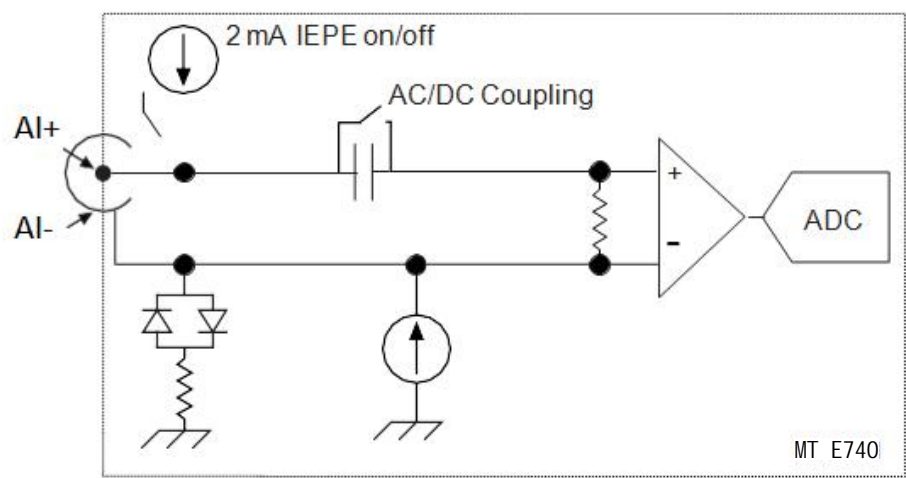 2 mA IEPE on/off
AC/DC Coupling
AI+
AI-
+
-
ADC
MT E740